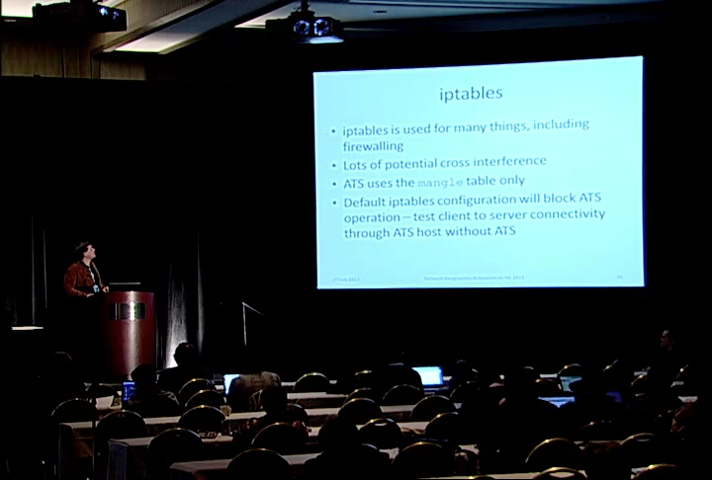 iptables
• iptables is used for many things, including
firewalling
• Lots of potential cross interference
• ATS uses the mangle table only
• Default iptables configuration will block ATS
operation – test client to server connectivity
through ATS host without ATS